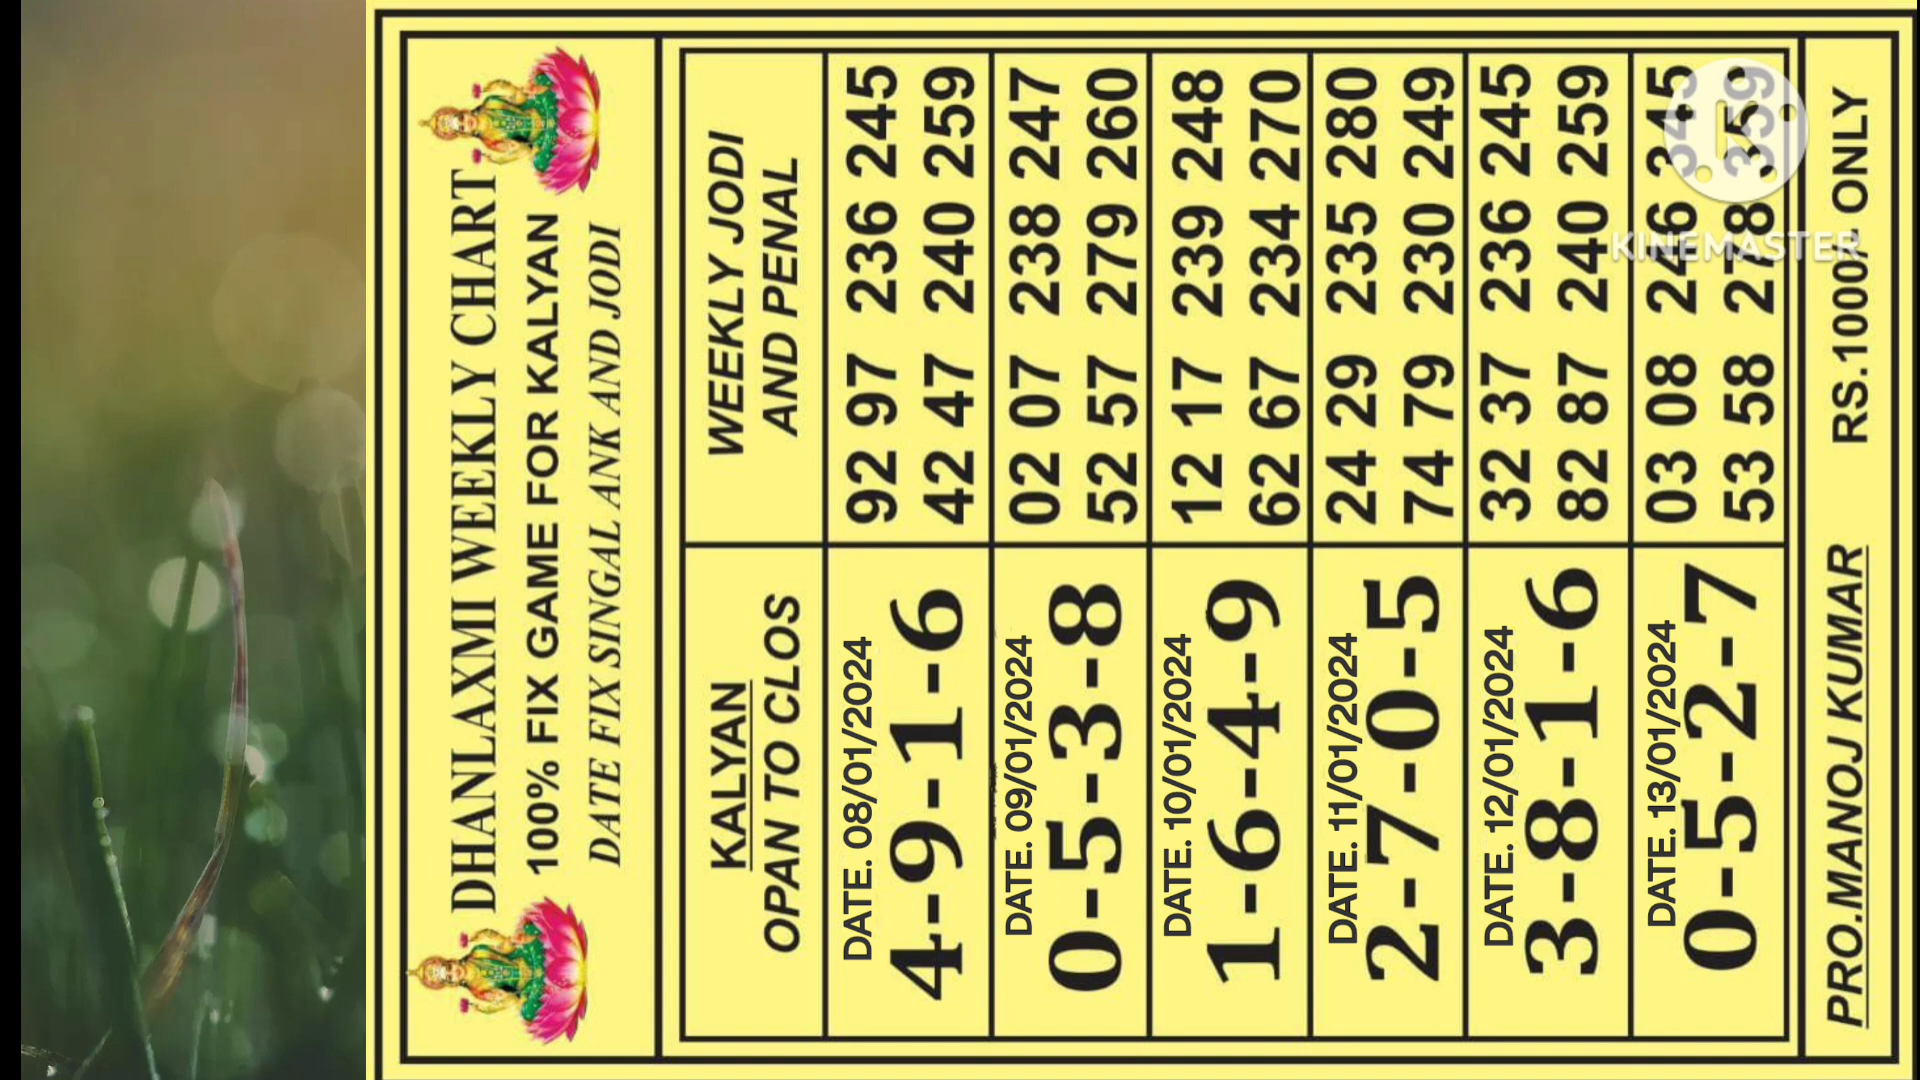 DHANLAXMI WEEKLY CHART
100% FIX GAME FOR KALYAN
DATE FIX SINGAL ANK AND JODI
KALYAN
OPAN TO CLOS
WEEKLY JODI
AND PENAL
DATE. 08/01/2024
4-9-1-6
92 97 236 245
42 47 240 259
DATE. 09/01/2024
0-5-3-8
02 07 238 247
52 57 279 260
DATE. 10/01/2024
1-6-4-9
12 17 239 248
62 67 234 270
DATE. 11/01/2024
2-7-0-5
24 29 235 280
74 79 230 249
DATE. 12/01/2024
3-8-1-6
32 37 236 245
82 87 240 259
DATE. 13/01/2024
0-5-2-7
03 08 246 345
53 58 278 359
PRO.MANOJ KUMAR RS.1000/- ONLY
K
KINEMASTER